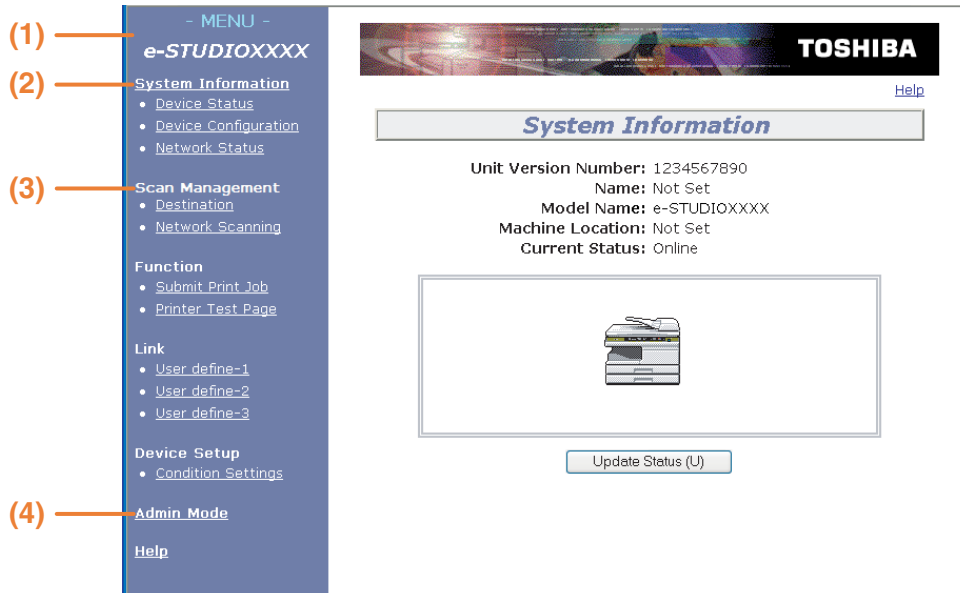 (1)
- MENU -
e-STUDIOXXXX
(2)
System Information
• Device Status
• Device Configuration
• Network Status
(3)
Scan Management
• Destination
• Network Scanning
Function
• Submit Print Job
• Printer Test Page
Link
• User define-1
• User define-2
• User define-3
Device Setup
• Condition Settings
(4)
Admin Mode
Help
TOSHIBA
Help
System Information
Unit Version Number: 1234567890
Name: Not Set
Model Name: e-STUDIOXXXX
Machine Location: Not Set
Current Status: Online
Update Status (U)